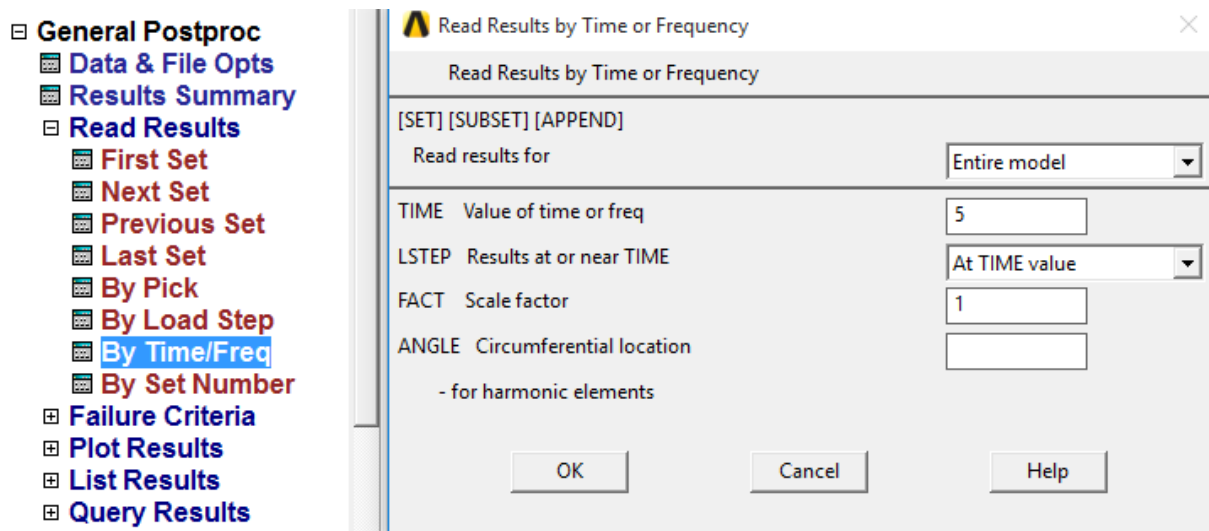 General Postproc
Data & File Opts
Results Summary
Read Results
First Set
Next Set
Previous Set
Last Set
By Pick
By Load Step
By Time/Freq
By Set Number
Failure Criteria
Plot Results
List Results
Query Results
Read Results by Time or Frequency
Read Results by Time or Frequency
[SET] [SUBSET] [APPEND]
Read results for Entire model
TIME Value of time or freq 5
LSTEP Results at or near TIME At TIME value
FACT Scale factor 1
ANGLE Circumferential location
- for harmonic elements
OK Cancel Help